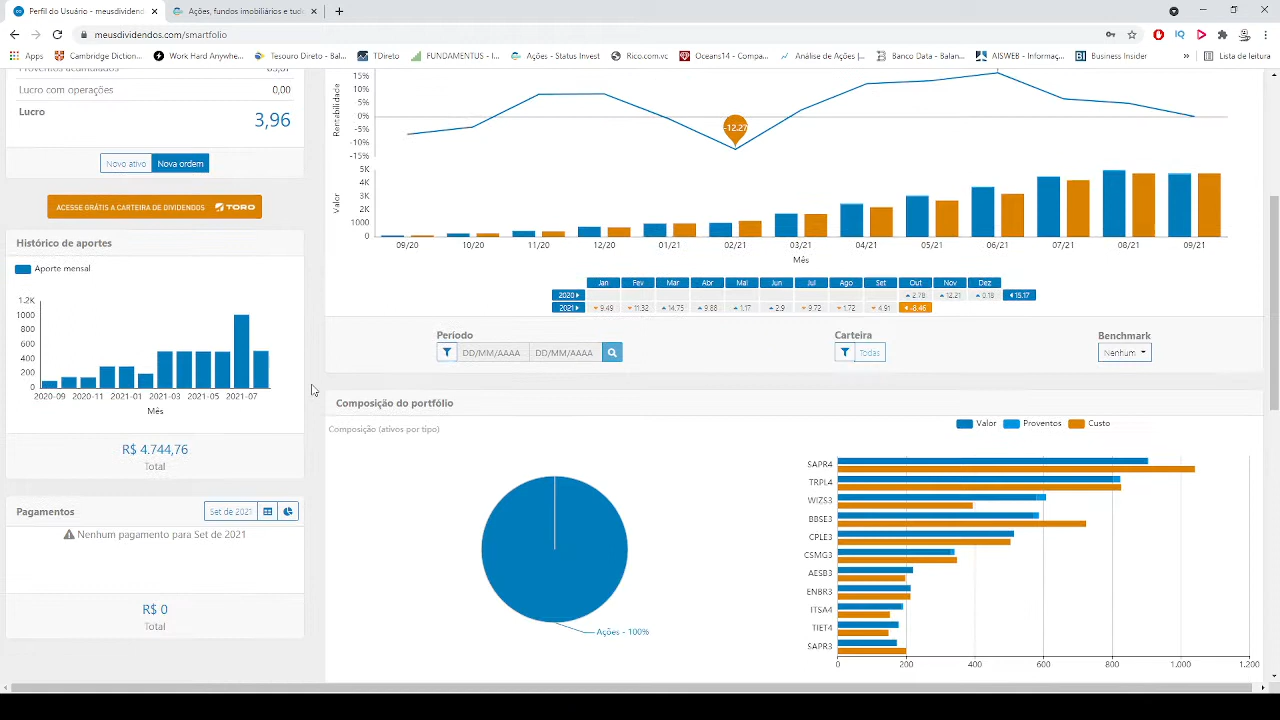 Perfil do Usuário - meusdividend
Ações, fundos imobiliários e tudo
meusdividendos.com/smartfolio
Apps
Cambridge Diction...
Work Hard Anywhe...
Tesouro Direto - Bal...
TDireto
FUNDAMENTUS - I...
Ações - Status Invest
Rico.com.vc
Oceans14 - Compa...
Análise de Ações |...
Banco Data - Balan...
AISWEB - Informaç...
Business Insider
»
Lista de leitura
Proventos acumulados
Lucro com operações 0,00
Lucro
3,96
Novo ativo Nova ordem
ACESSE GRÁTIS A CARTEIRA DE DIVIDENDOS TORO
Histórico de aportes
Aporte mensal
1.2K
1000
800
600
400
200
0
2020-09 2020-11 2021-01 2021-03 2021-05 2021-07
Mês
R$ 4.744,76
Total
Pagamentos Set de 2021
Nenhum pagamento para Set de 2021
R$ 0
Total
Rentabilidade
15%
10%
5%
0%
-5%
-10%
-15%
-12.27
Valor
5K
4K
3K
2K
1000
0
09/20 10/20 11/20 12/20 01/21 02/21 03/21 04/21 05/21 06/21 07/21 08/21 09/21
Mês
Jan Fev Mar Abr Mai Jun Jul Ago Set Out Nov Dez
2020 2.78 12.21 0.18 15.17
2021 9.49 11.32 14.75 9.88 1.17 2.9 9.72 1.72 4.91 -8.46
Período
DD/MM/AAAA DD/MM/AAAA
Carteira
Todas
Benchmark
Nenhum
Composição do portfólio
Composição (ativos por tipo)
Ações - 100%
Valor Proventos Custo
SAPR4
TRPL4
WIZS3
BBSE3
CPLE3
CSMG3
AESB3
ENBR3
ITSA4
TIET4
SAPR3
0 200 400 600 800 1.000 1.200